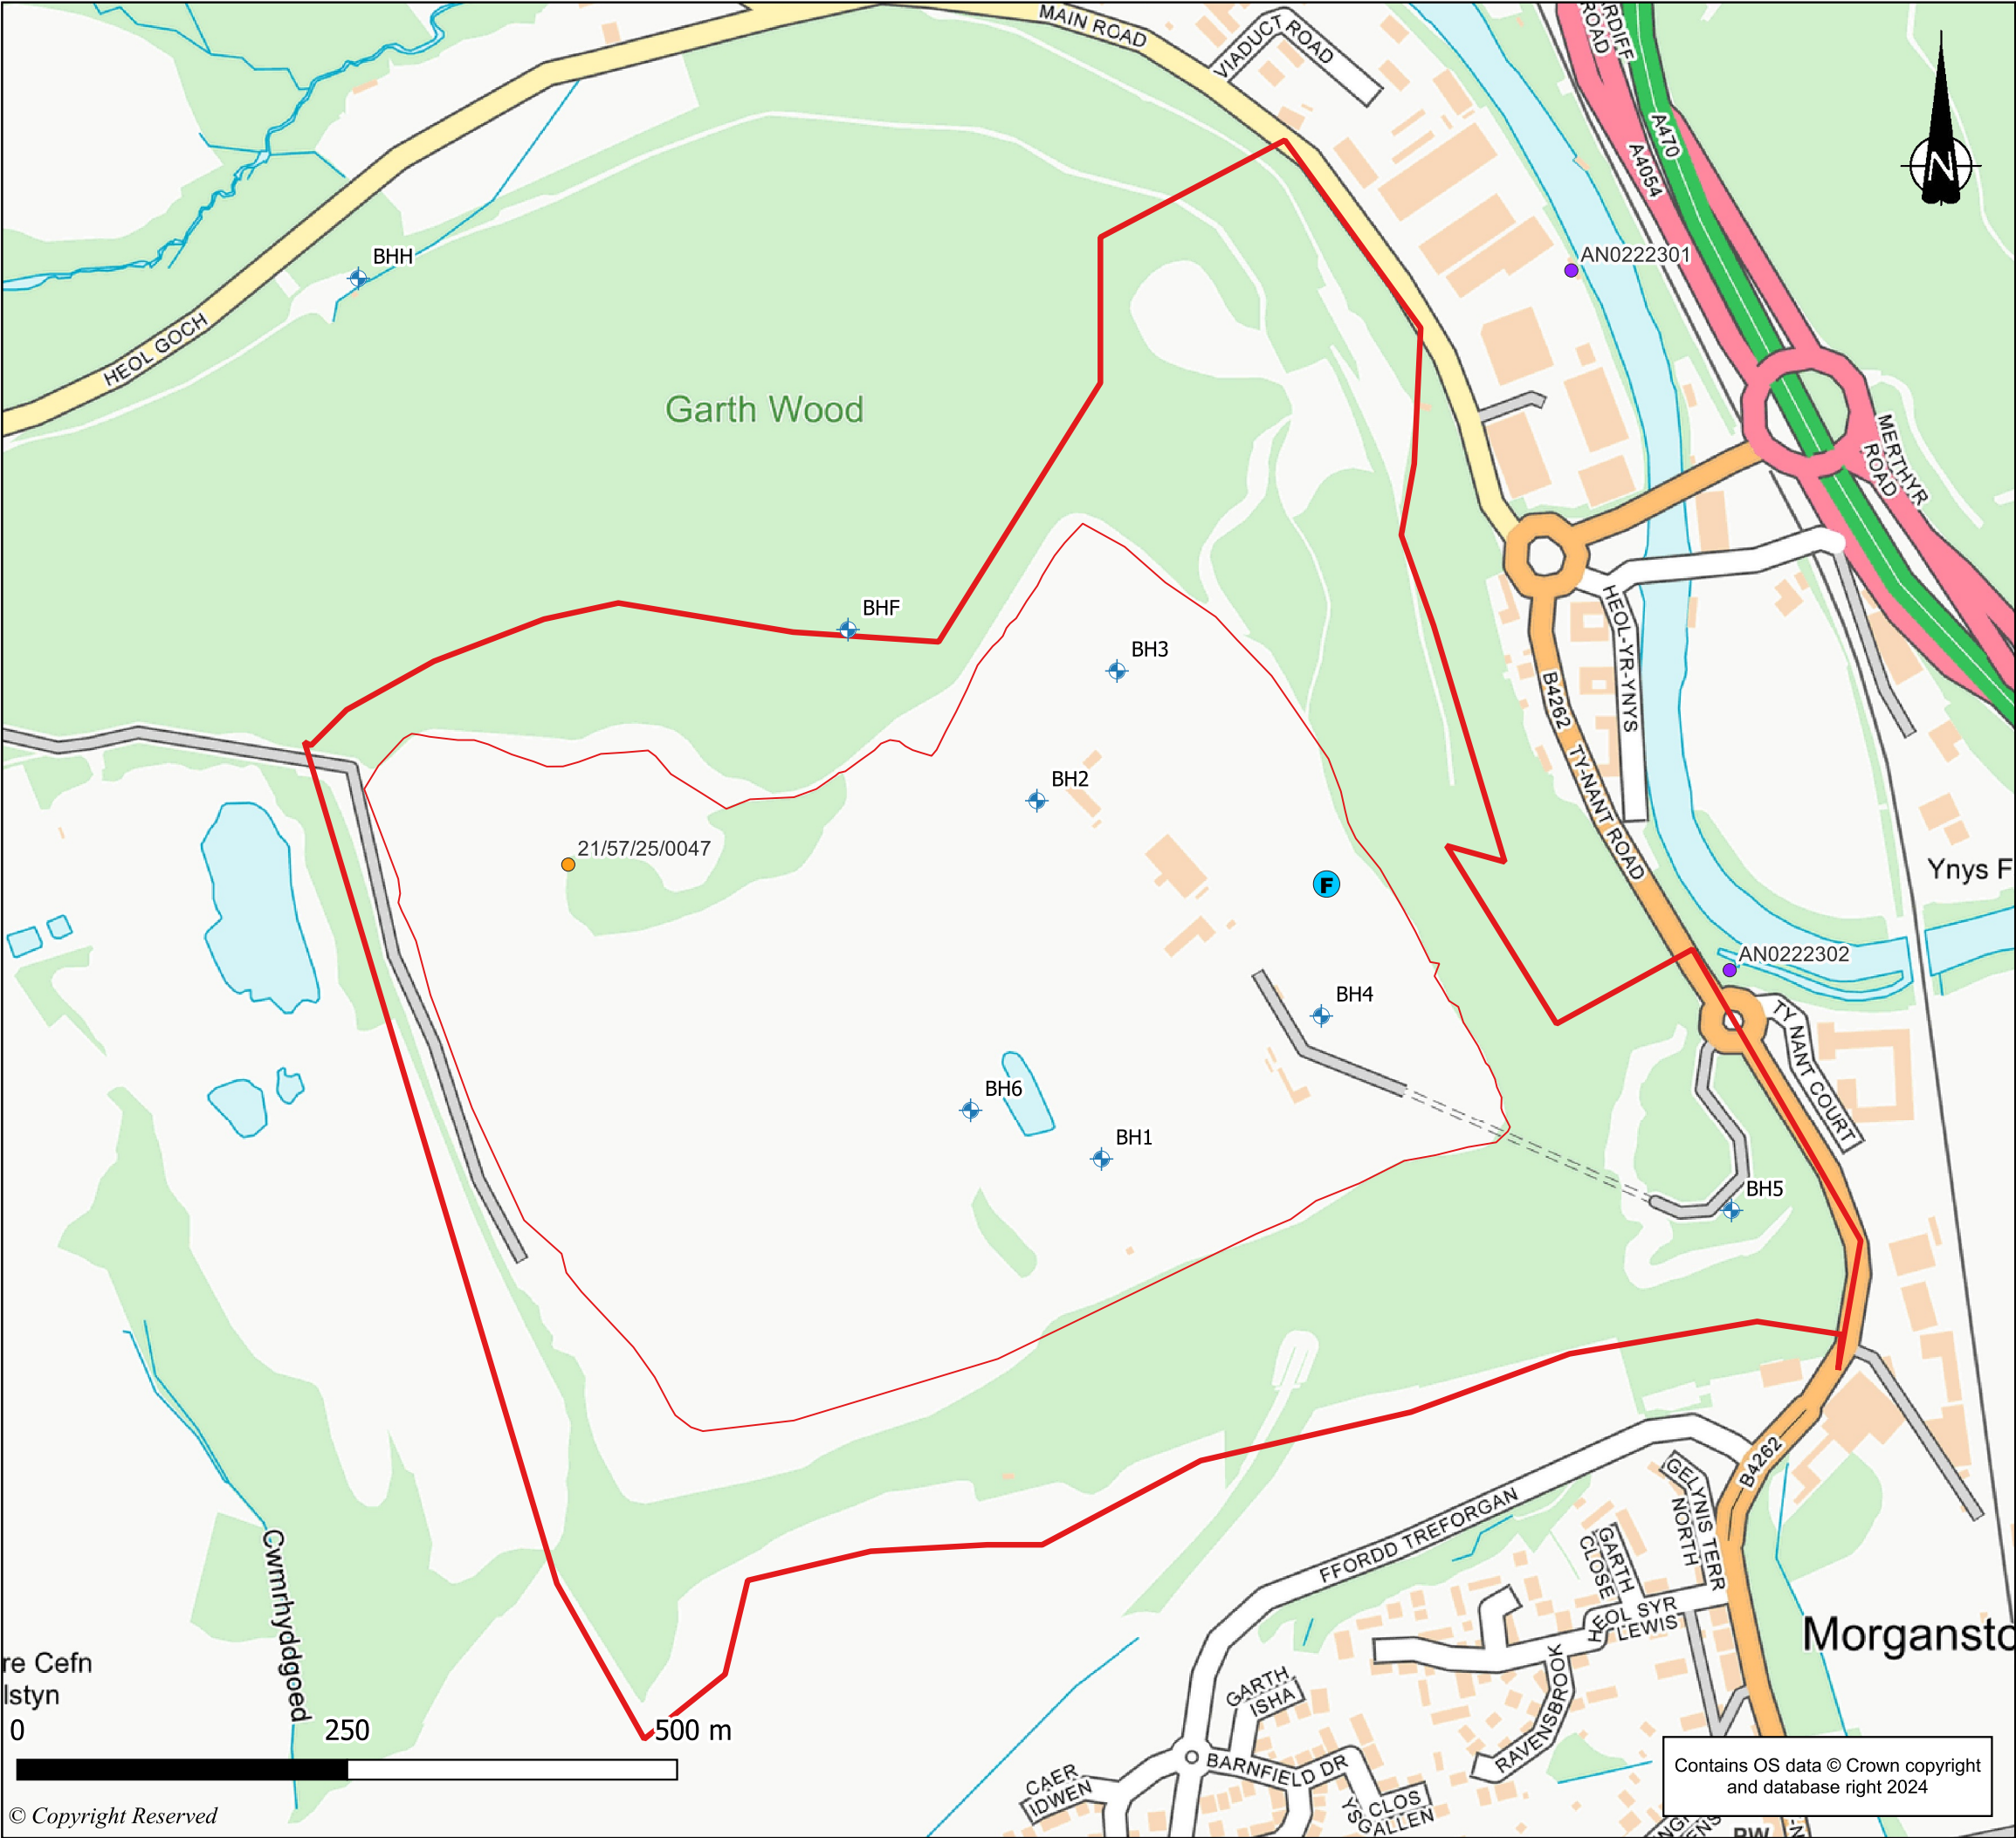 MAIN ROAD
VIADUCT ROAD
ROAD
A470
A4054
N
BHH
AN0222301
HEOL GOCH
Garth Wood
MERTHYR
ROAD
BHF
HEOL-YR-YNYS
BH3
B4262
TY-NANT ROAD
BH2
21/57/25/0047
F
Ynys F
AN0222302
BH4
TY NANT COURT
BH6
BH1
BH5
B4262
GELYNIS TERR
NORTH
FFORDD TREFORGAN
GARTH
CLOSE
Cwmrhyddgoed
HEOL SYR
LEWIS
Morgansto
re Cefn
lstyn
RAVENSBROOK
GARTH
ISHA
0 250 500 m
BARNFIELD DR
CAER
IDWEN
CLOS
YSGALLEN
Contains OS data © Crown copyright
and database right 2024
© Copyright Reserved